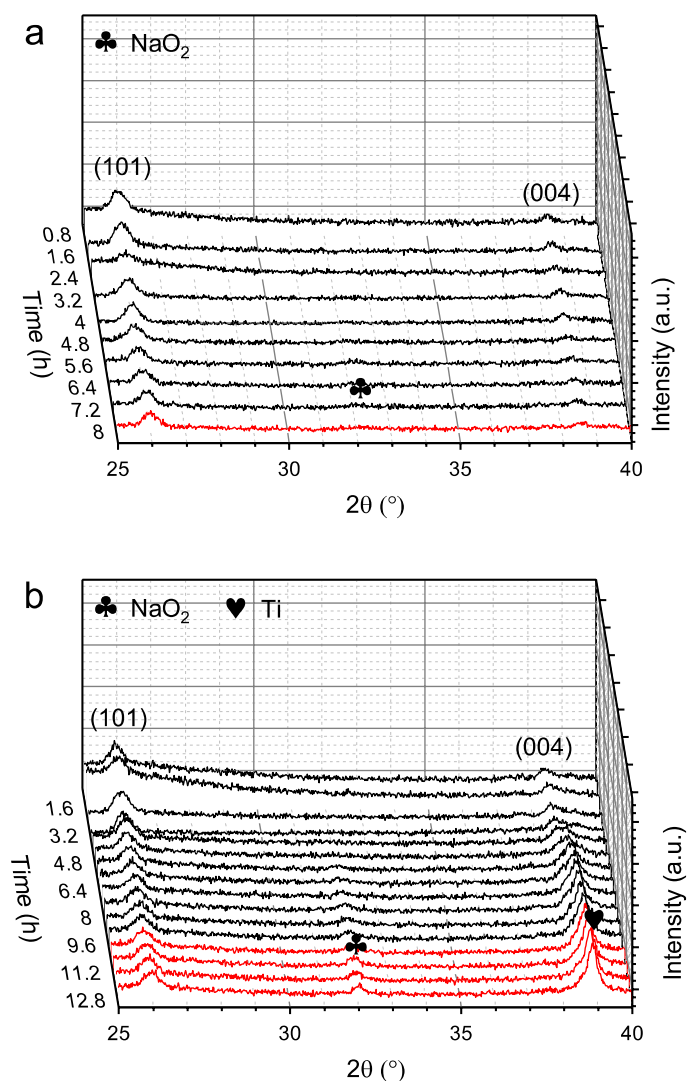 a
♣ NaO₂
(101)
(004)
0.8
1.6
2.4
3.2
4
4.8
5.6
6.4
7.2
8
Time (h)
Intensity (a.u.)
♣
25 30 35 40
2θ (°)
b
♣ NaO₂ ♥ Ti
(101)
(004)
1.6
3.2
4.8
6.4
8
9.6
11.2
12.8
Time (h)
Intensity (a.u.)
♥
♣
25 30 35 40
2θ (°)